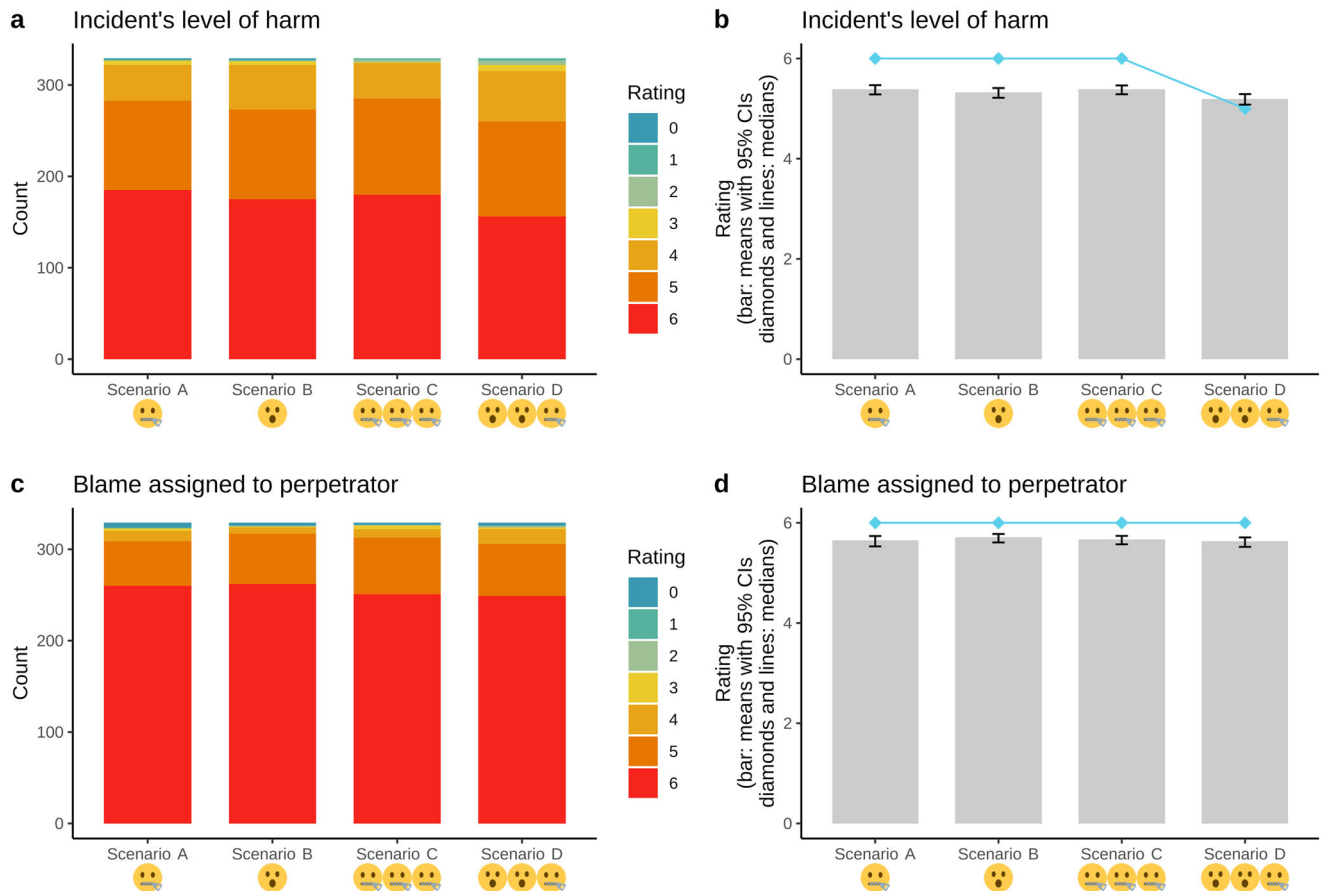 a Incident's level of harm
Count
300
200
100
0
Scenario A
Scenario B
Scenario C
Scenario D
Rating
0
1
2
3
4
5
6
b Incident's level of harm
Rating
(bar: means with 95% CIs
diamonds and lines: medians)
6
4
2
0
Scenario A
Scenario B
Scenario C
Scenario D
c Blame assigned to perpetrator
Count
300
200
100
0
Scenario A
Scenario B
Scenario C
Scenario D
Rating
0
1
2
3
4
5
6
d Blame assigned to perpetrator
Rating
(bar: means with 95% CIs
diamonds and lines: medians)
6
4
2
0
Scenario A
Scenario B
Scenario C
Scenario D